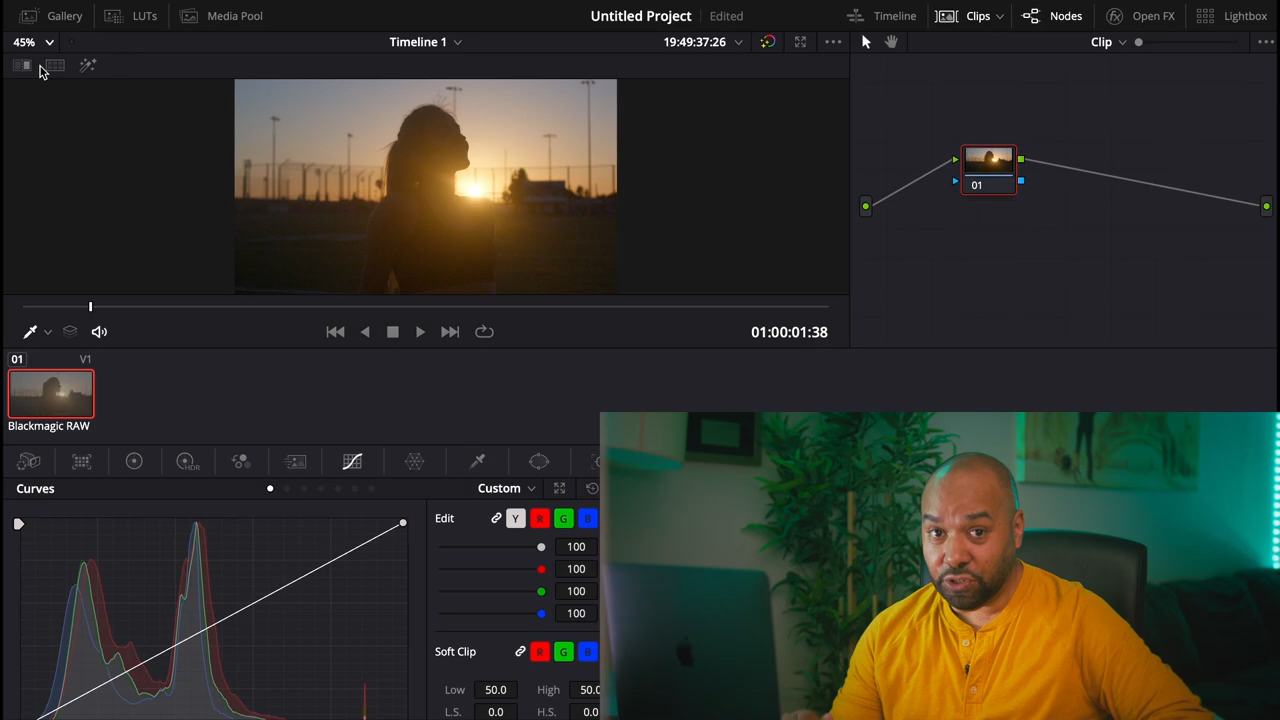 Gallery LUTs Media Pool Untitled Project Edited Timeline Clips Nodes Open FX Lightbox
45% Timeline 1 19:49:37:26 Clip
01
01:00:01:38
01 V1
Blackmagic RAW
HDR
Curves Custom
Edit Y R G B
100
100
100
100
Soft Clip R G B
Low 50.0 High 50.0
L.S. 0.0 H.S. 0.0